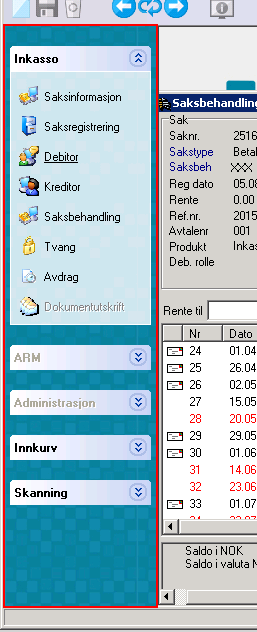 Inkasso
Saksinformasjon
Saksregistrering
Debitor
Kreditor
Saksbehandling
Tvang
Avdrag
Dokumentutskrift
ARM
Administrasjon
Innkurv
Skanning
Saksbehandling
Sak
Saknr. 2516
Sakstype Betal
Saksbeh XXX
Reg dato 05.08
Rente 0.00
Ref.nr. 2015
Avtalenr 001
Produkt Inkas
Deb. rolle
Rente til
Nr Dato
24 01.04
25 26.04
26 02.05
27 15.05
28 20.05
29 29.05
30 01.06
31 14.06
32 23.06
33 01.07
Saldo i NOK
Saldo i valuta N